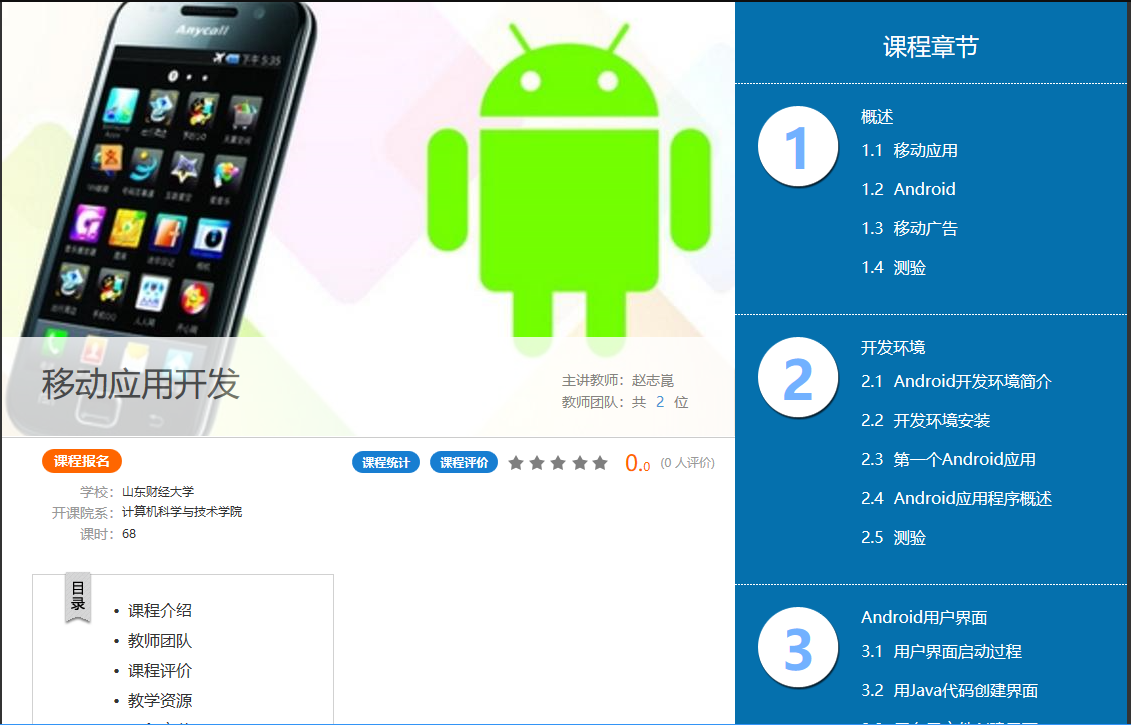 Anycall
下午 5:35
移动应用开发
主讲教师：赵志崑
教师团队：共 2 位
课程报名
课程统计
课程评价
0.0
(0 人评价)
学校：山东财经大学
开课院系：计算机科学与技术学院
课时：68
目录
• 课程介绍
• 教师团队
• 课程评价
• 教学资源
课程章节
1
概述
1.1 移动应用
1.2 Android
1.3 移动广告
1.4 测验
2
开发环境
2.1 Android开发环境简介
2.2 开发环境安装
2.3 第一个Android应用
2.4 Android应用程序概述
2.5 测验
3
Android用户界面
3.1 用户界面启动过程
3.2 用Java代码创建界面